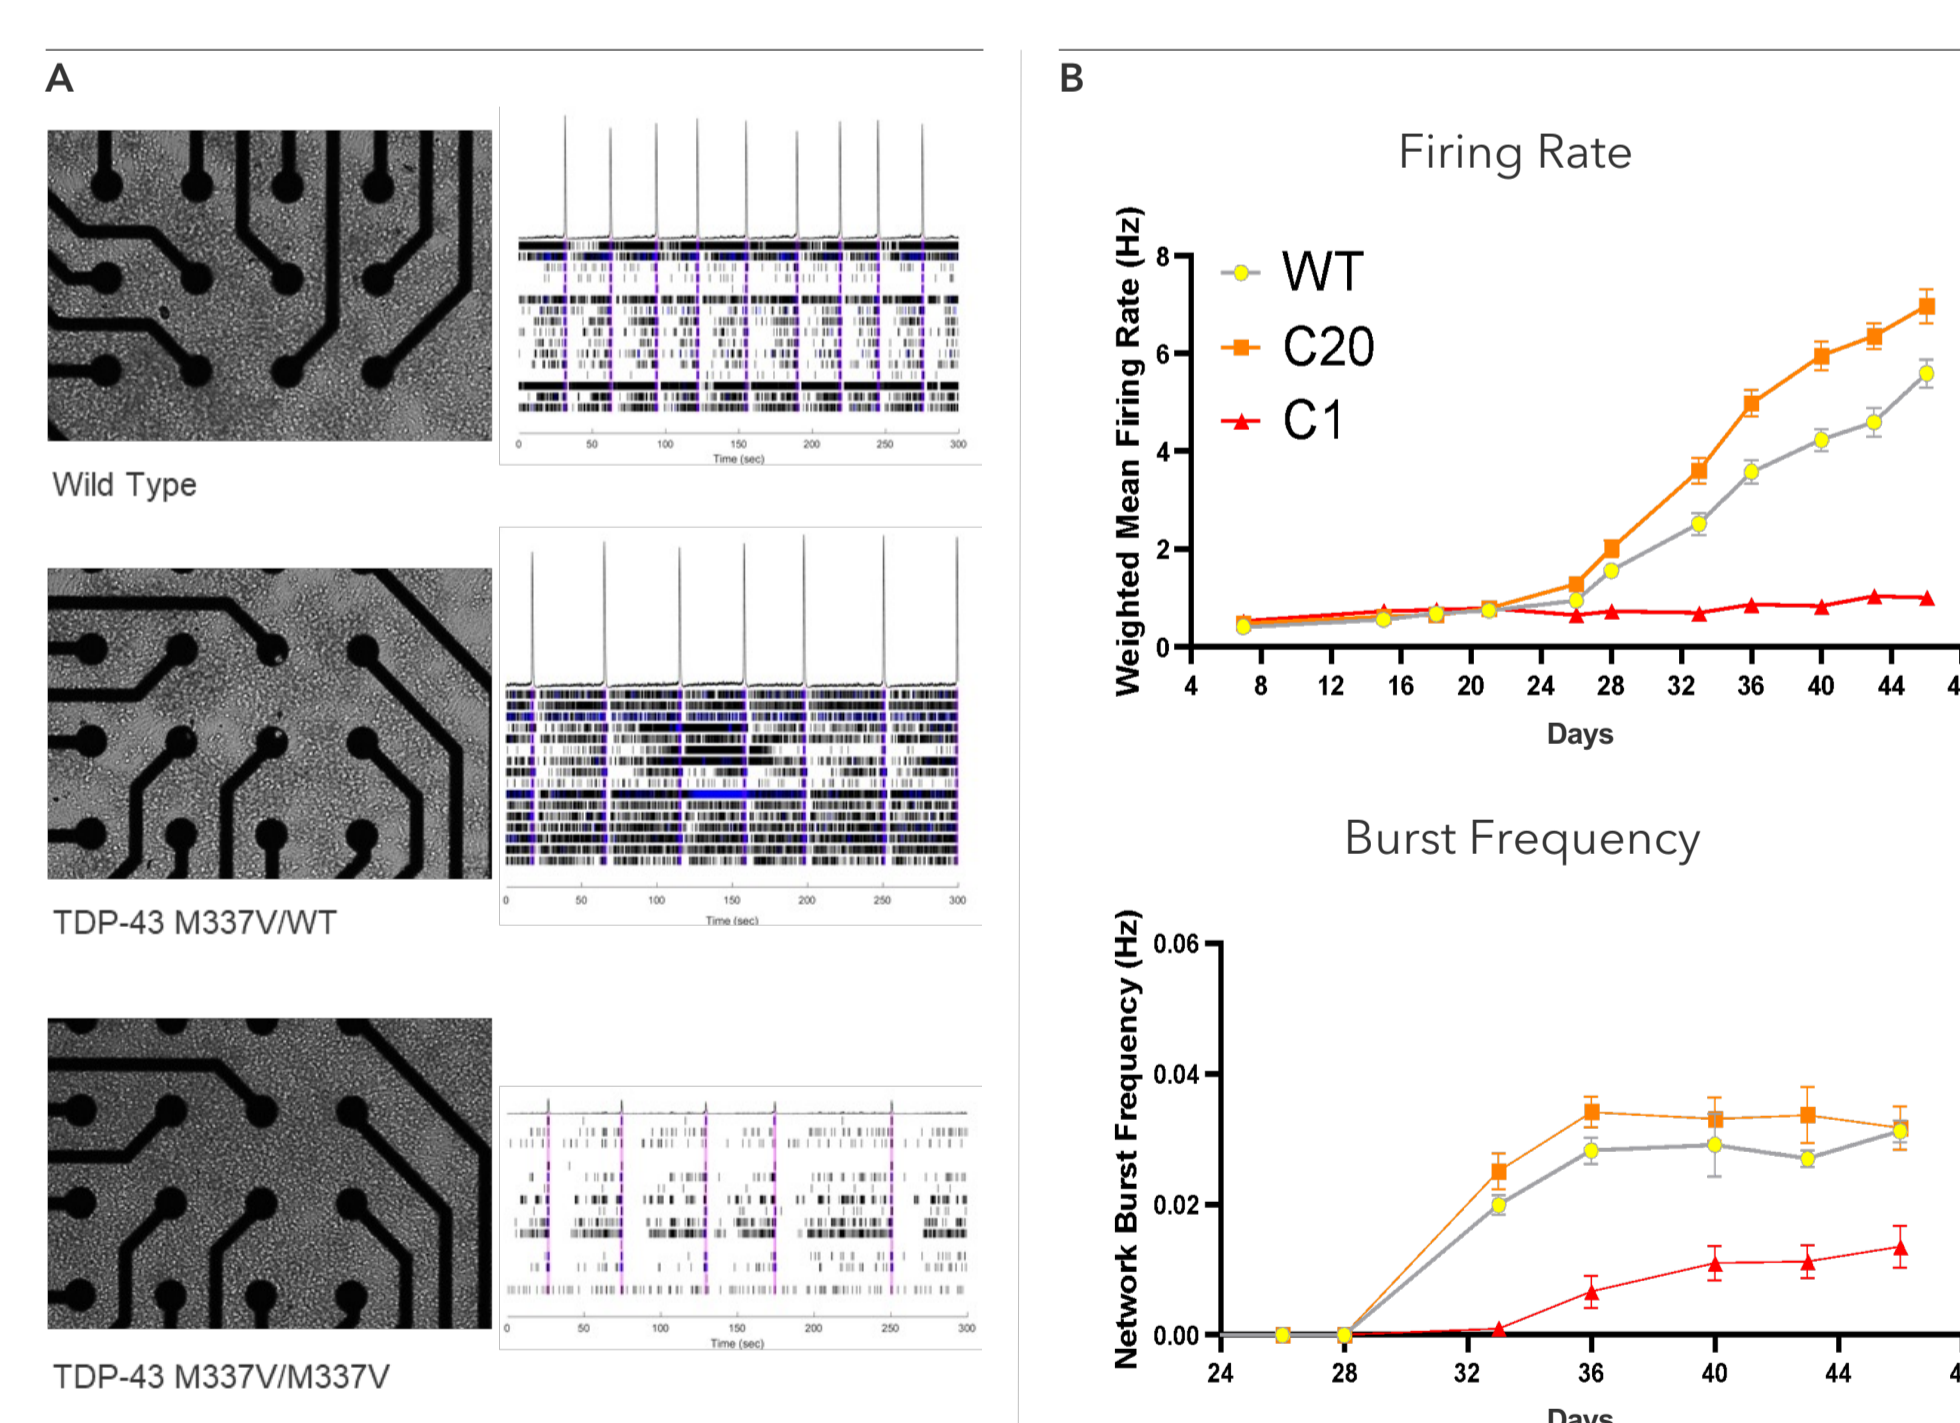 A
0 50 100 150 200 250 300
Time (sec)
Wild Type
0 50 100 150 200 250 300
Time (sec)
TDP-43 M337V/WT
0 50 100 150 200 250 300
Time (sec)
TDP-43 M337V/M337V
B
Firing Rate
Weighted Mean Firing Rate (Hz)
8
6
4
2
0
WT
C20
C1
4 8 12 16 20 24 28 32 36 40 44 4
Days
Burst Frequency
Network Burst Frequency (Hz)
0.06
0.04
0.02
0.00
24 28 32 36 40 44 4
Days